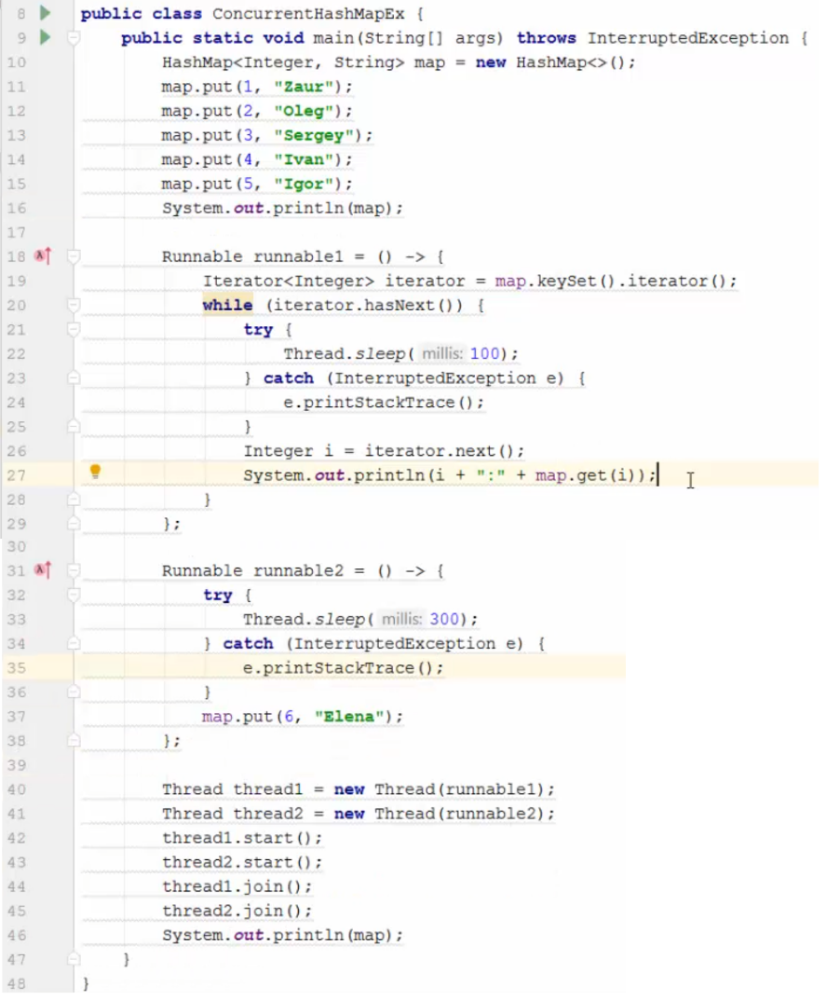 8 public class ConcurrentHashMapEx {
9 public static void main(String[] args) throws InterruptedException {
10 HashMap<Integer, String> map = new HashMap<>();
11 map.put(1, "Zaur");
12 map.put(2, "Oleg");
13 map.put(3, "Sergey");
14 map.put(4, "Ivan");
15 map.put(5, "Igor");
16 System.out.println(map);
17
18 Runnable runnable1 = () -> {
19 Iterator<Integer> iterator = map.keySet().iterator();
20 while (iterator.hasNext()) {
21 try {
22 Thread.sleep( millis: 100);
23 } catch (InterruptedException e) {
24 e.printStackTrace();
25 }
26 Integer i = iterator.next();
27 System.out.println(i + ":" + map.get(i));
28 }
29 };
30
31 Runnable runnable2 = () -> {
32 try {
33 Thread.sleep( millis: 300);
34 } catch (InterruptedException e) {
35 e.printStackTrace();
36 }
37 map.put(6, "Elena");
38 };
39
40 Thread thread1 = new Thread(runnable1);
41 Thread thread2 = new Thread(runnable2);
42 thread1.start();
43 thread2.start();
44 thread1.join();
45 thread2.join();
46 System.out.println(map);
47 }
48 }